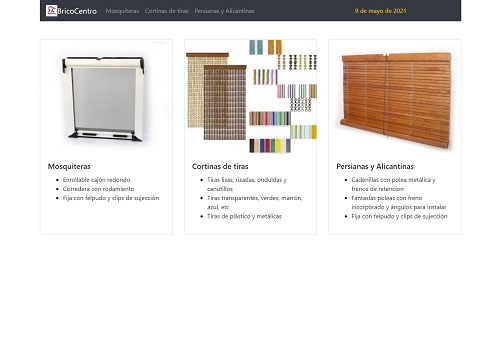 BricoCentro Mosquiteras Cortinas de tiras Persianas y Alicantinas 9 de mayo de 2021
Mosquiteras
Enrollable cajón redondo
Corredera con rodamiento
Fija con felpudo y clips de sujección
Cortinas de tiras
Tiras lisas, rizadas, onduldas y
canutillos
Tiras transparentes, verdes, marrón,
azul, etc
Tiras de plástico y metálicas
Persianas y Alicantinas
Cadenillas con polea metálica y
frenos de retencion
Fantasías poleas con freno
incorporado y ángulos para instalar
Fija con felpudo y clips de sujección